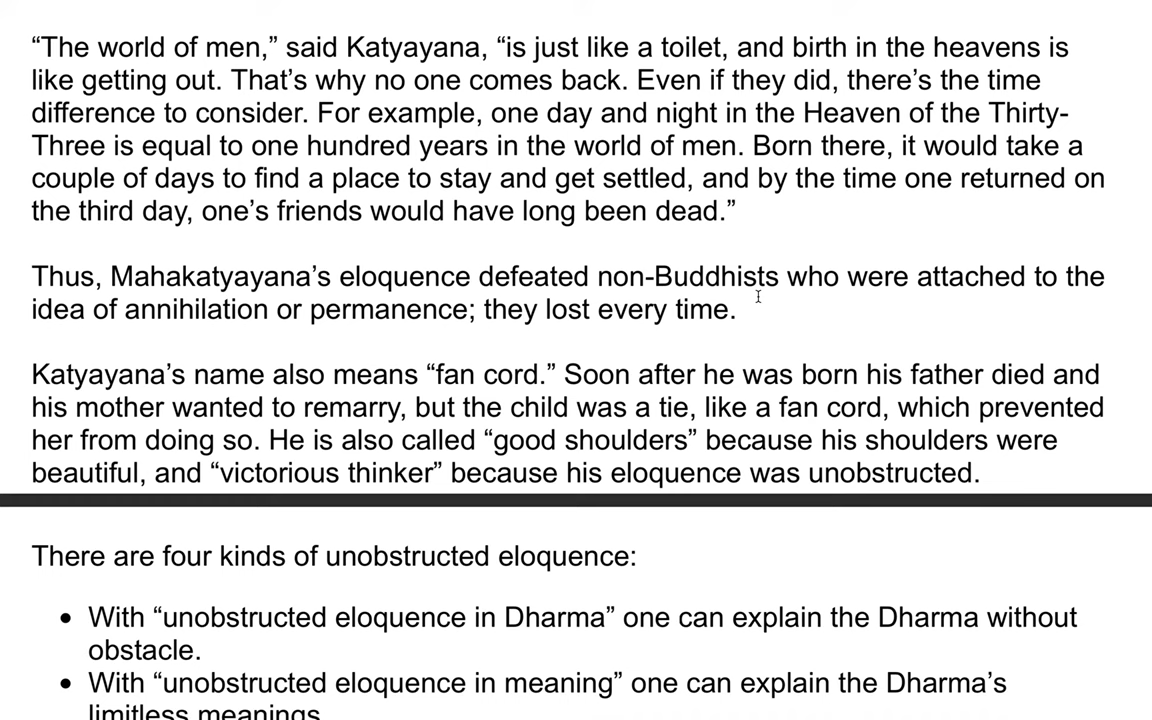 “The world of men,” said Katyayana, “is just like a toilet, and birth in the heavens is
like getting out. That’s why no one comes back. Even if they did, there’s the time
difference to consider. For example, one day and night in the Heaven of the Thirty-
Three is equal to one hundred years in the world of men. Born there, it would take a
couple of days to find a place to stay and get settled, and by the time one returned on
the third day, one’s friends would have long been dead.”
Thus, Mahakatyayana’s eloquence defeated non-Buddhists who were attached to the
idea of annihilation or permanence; they lost every time.
Katyayana’s name also means “fan cord.” Soon after he was born his father died and
his mother wanted to remarry, but the child was a tie, like a fan cord, which prevented
her from doing so. He is also called “good shoulders” because his shoulders were
beautiful, and “victorious thinker” because his eloquence was unobstructed.
There are four kinds of unobstructed eloquence:
• With “unobstructed eloquence in Dharma” one can explain the Dharma without
obstacle.
• With “unobstructed eloquence in meaning” one can explain the Dharma’s
limitless meanings